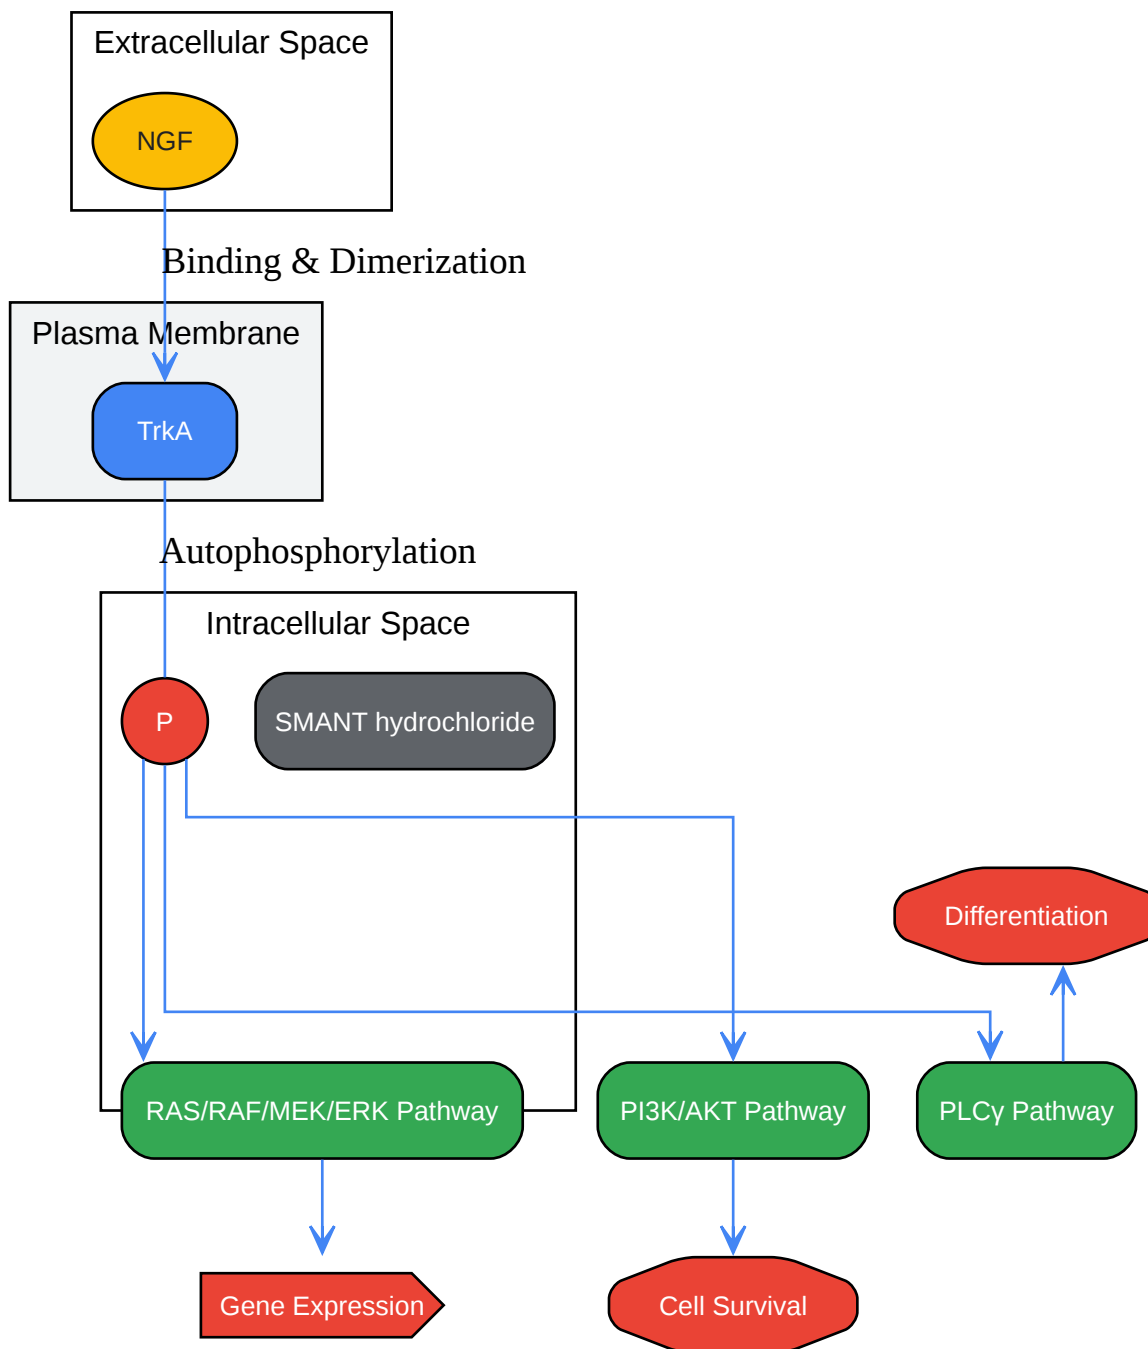 Extracellular Space
NGF
Binding & Dimerization
Plasma Membrane
TrkA
Autophosphorylation
Intracellular Space
P
SMANT hydrochloride
Differentiation
RAS/RAF/MEK/ERK Pathway
PI3K/AKT Pathway
PLCγ Pathway
Gene Expression
Cell Survival